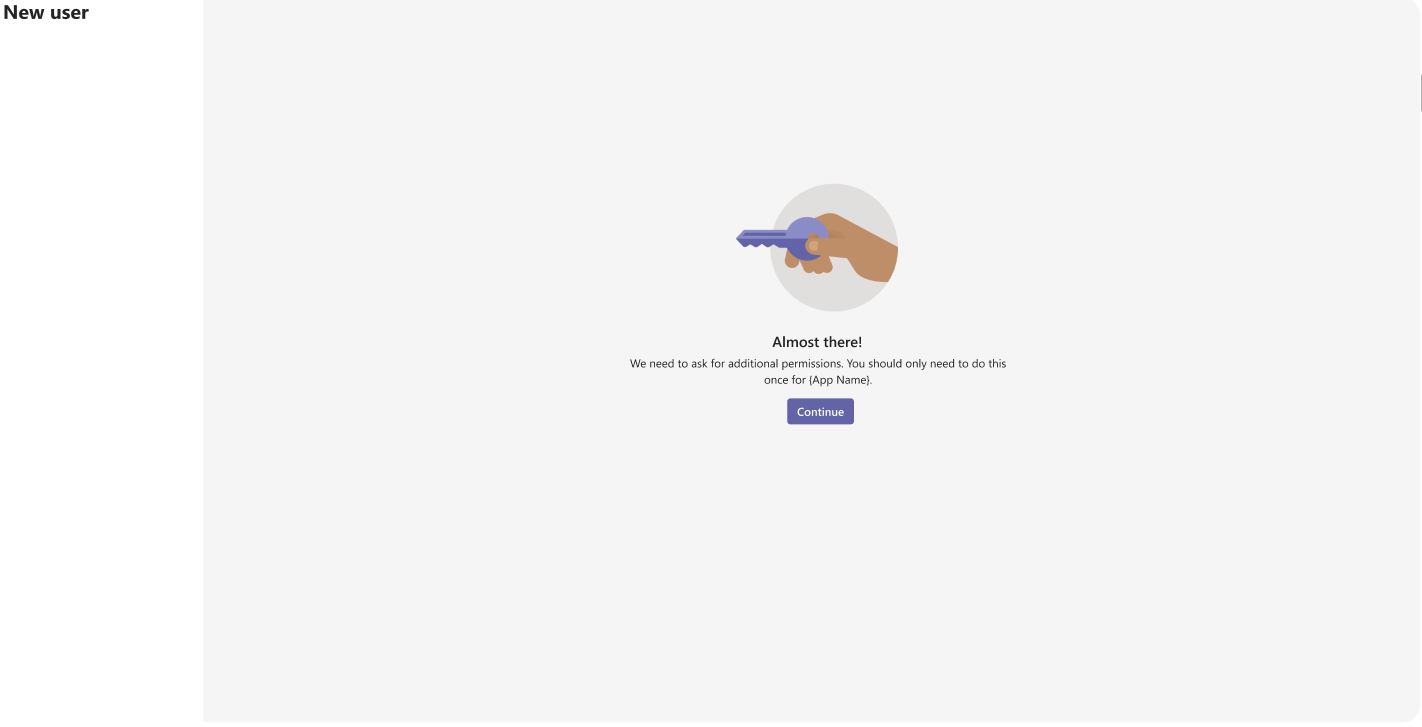 New user
Almost there!
We need to ask for additional permissions. You should only need to do this
once for {App Name}.
Continue